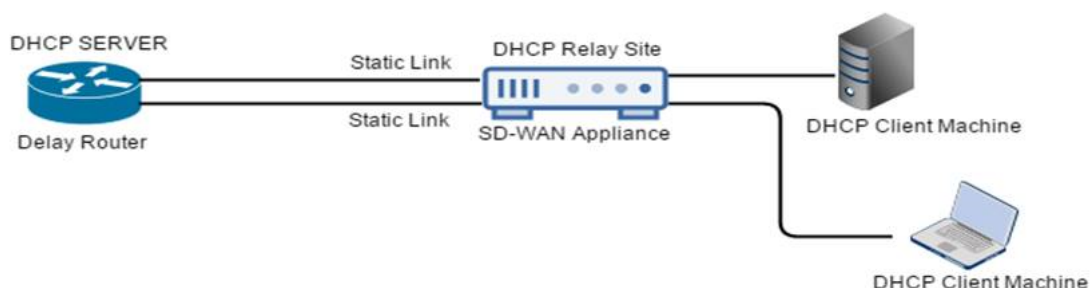 DHCP SERVER
Delay Router
Static Link
Static Link
DHCP Relay Site
SD-WAN Appliance
DHCP Client Machine
DHCP Client Machine